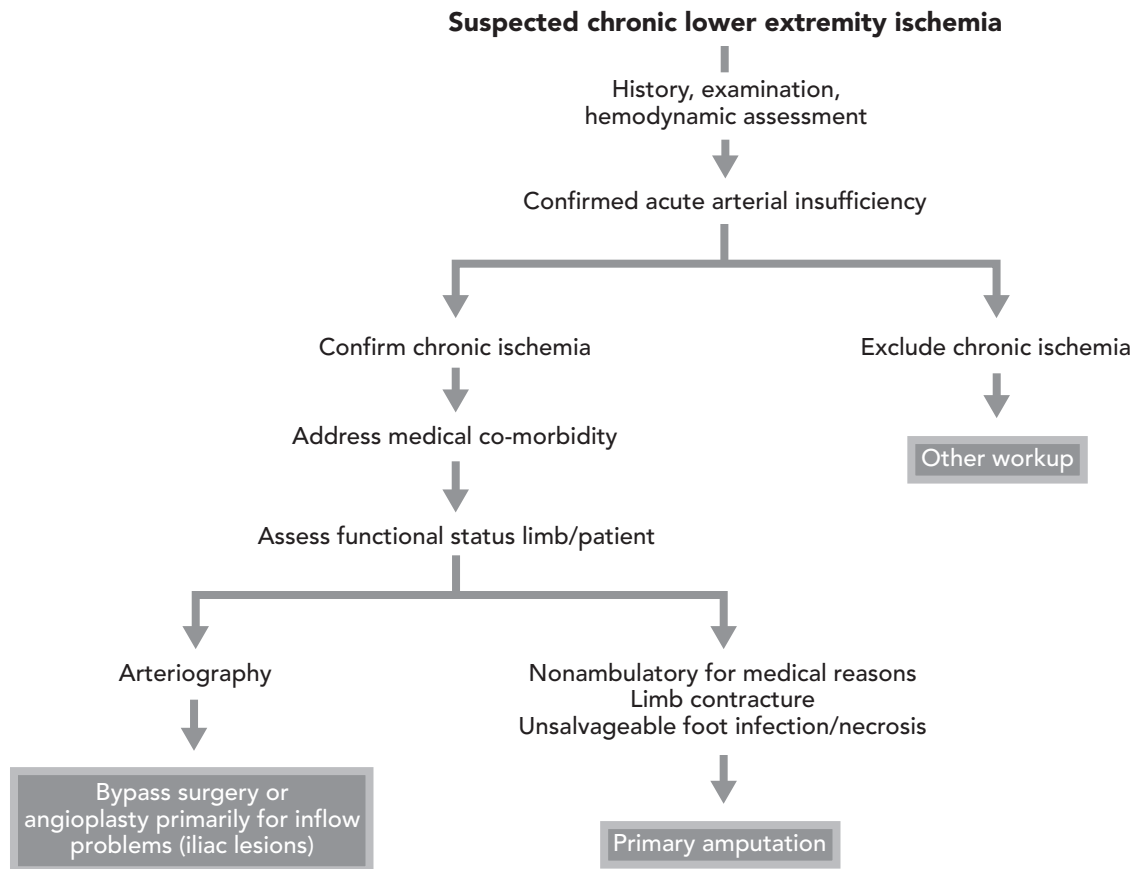 Suspected chronic lower extremity ischemia
History, examination,
hemodynamic assessment
Confirmed acute arterial insufficiency
Confirm chronic ischemia
Exclude chronic ischemia
Address medical co-morbidity
Other workup
Assess functional status limb/patient
Arteriography
Nonambulatory for medical reasons
Limb contracture
Unsalvageable foot infection/necrosis
Bypass surgery or
angioplasty primarily for inflow
problems (iliac lesions)
Primary amputation